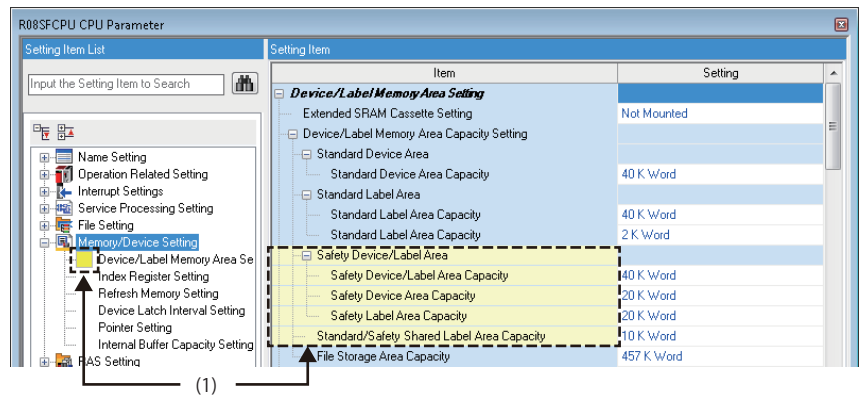 R08SFCPU CPU Parameter
Setting Item List
Setting Item
Input the Setting Item to Search
Item Setting
Device/Label Memory Area Setting
Extended SRAM Cassette Setting Not Mounted
Device/Label Memory Area Capacity Setting
Standard Device Area
Standard Device Area Capacity 40 K Word
Standard Label Area
Standard Label Area Capacity 40 K Word
Standard Label Area Capacity 2 K Word
Safety Device/Label Area
Safety Device/Label Area Capacity 40 K Word
Safety Device Area Capacity 20 K Word
Safety Label Area Capacity 20 K Word
Standard/Safety Shared Label Area Capacity 10 K Word
File Storage Area Capacity 457 K Word
Name Setting
Operation Related Setting
Interrupt Settings
Service Processing Setting
File Setting
Memory/Device Setting
Device/Label Memory Area Se
Index Register Setting
Refresh Memory Setting
Device Latch Interval Setting
Pointer Setting
Internal Buffer Capacity Setting
RAS Setting
(1)